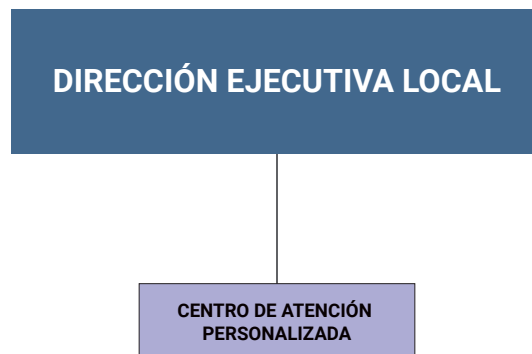 DIRECCIÓN EJECUTIVA LOCAL
CENTRO DE ATENCIÓN
PERSONALIZADA